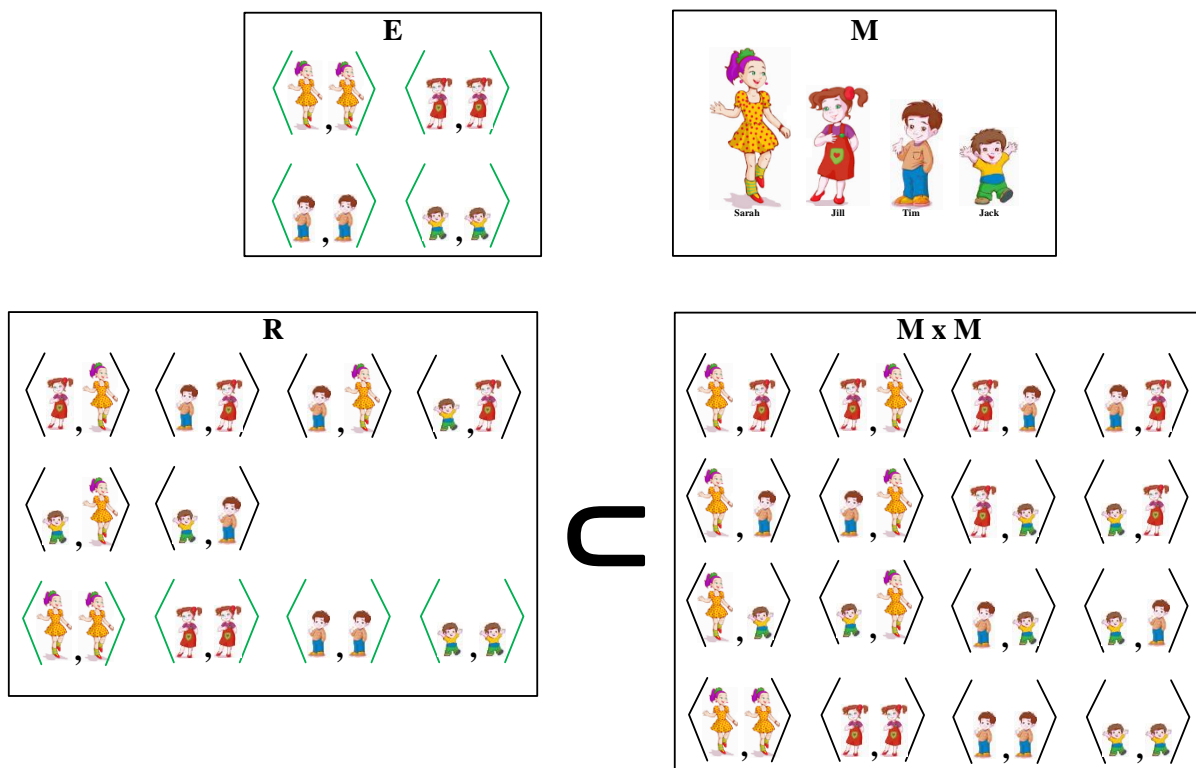 E
M
Sarah Jill Tim Jack
R
M x M
, , , ,
, , , ,
, , , ,
, , , ,
, , , ,
, ,
⊂
, , , ,
, , , ,